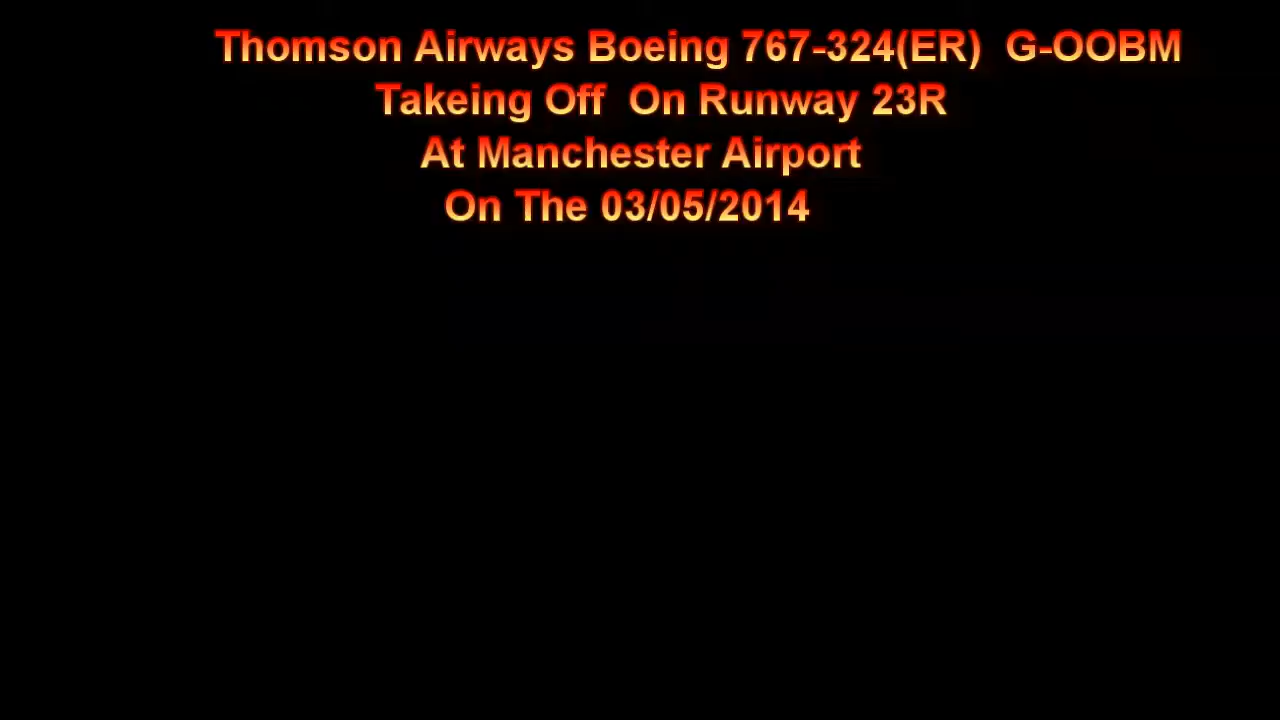 Thomson Airways Boeing 767-324(ER)  G-OOBM
Takeing Off  On Runway 23R
At Manchester Airport
On The 03/05/2014